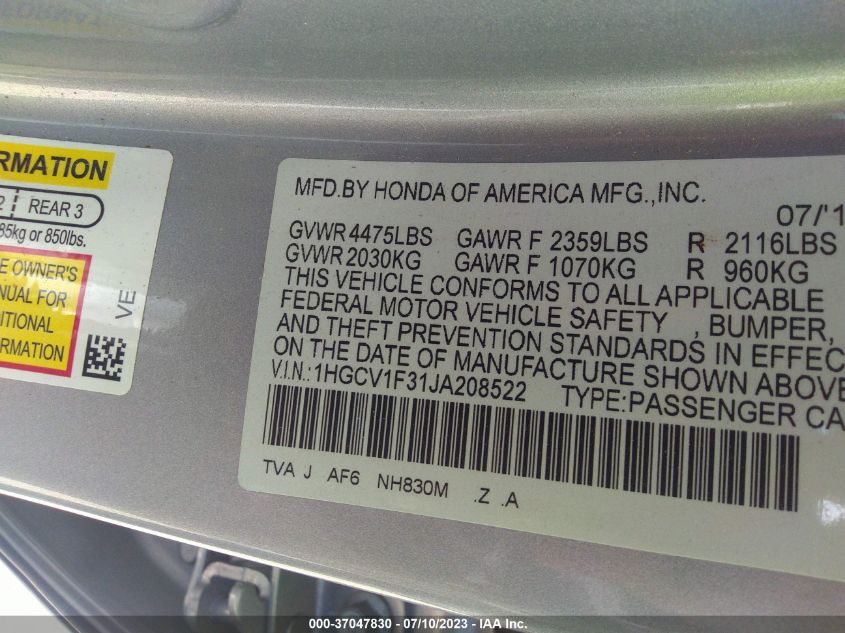 RMATION
2 REAR 3
85kg or 850lbs.
E OWNER'S
NUAL FOR
DITIONAL
ORMATION
VE:
MFD.BY HONDA OF AMERICA MFG.,INC.
07/'1
GVWR 4475LBS GAWR F 2359LBS R 2116LBS
GVWR 2030KG GAWR F 1070KG R 960KG
THIS VEHICLE CONFORMS TO ALL APPLICABLE
FEDERAL MOTOR VEHICLE SAFETY , BUMPER,
AND THEFT PREVENTION STANDARDS IN EFFEC
ON THE DATE OF MANUFACTURE SHOWN ABOVE
V.I.N.:1HGCV1F31JA208522 TYPE:PASSENGER CA
TVA J AF6 NH830M .Z .A
000-37047830 - 07/10/2023 - IAA Inc.